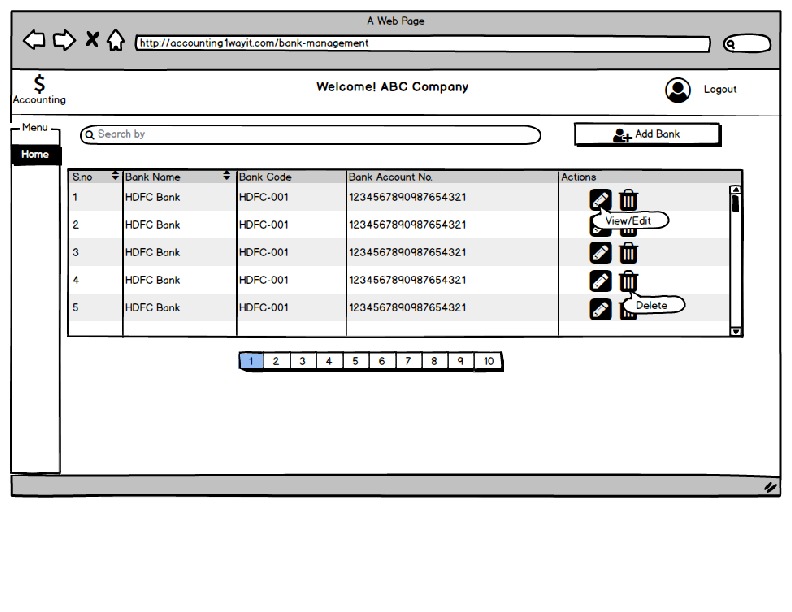 A Web Page
http://accounting1wayit.com/bank-management
$
Accounting
Welcome! ABC Company
Logout
Menu
Home
Search by
Add Bank
S.no Bank Name Bank Code Bank Account No. Actions
1 HDFC Bank HDFC-001 1234567890987654321
View/Edit
2 HDFC Bank HDFC-001 1234567890987654321
3 HDFC Bank HDFC-001 1234567890987654321
4 HDFC Bank HDFC-001 1234567890987654321
Delete
5 HDFC Bank HDFC-001 1234567890987654321
1 2 3 4 5 6 7 8 9 10